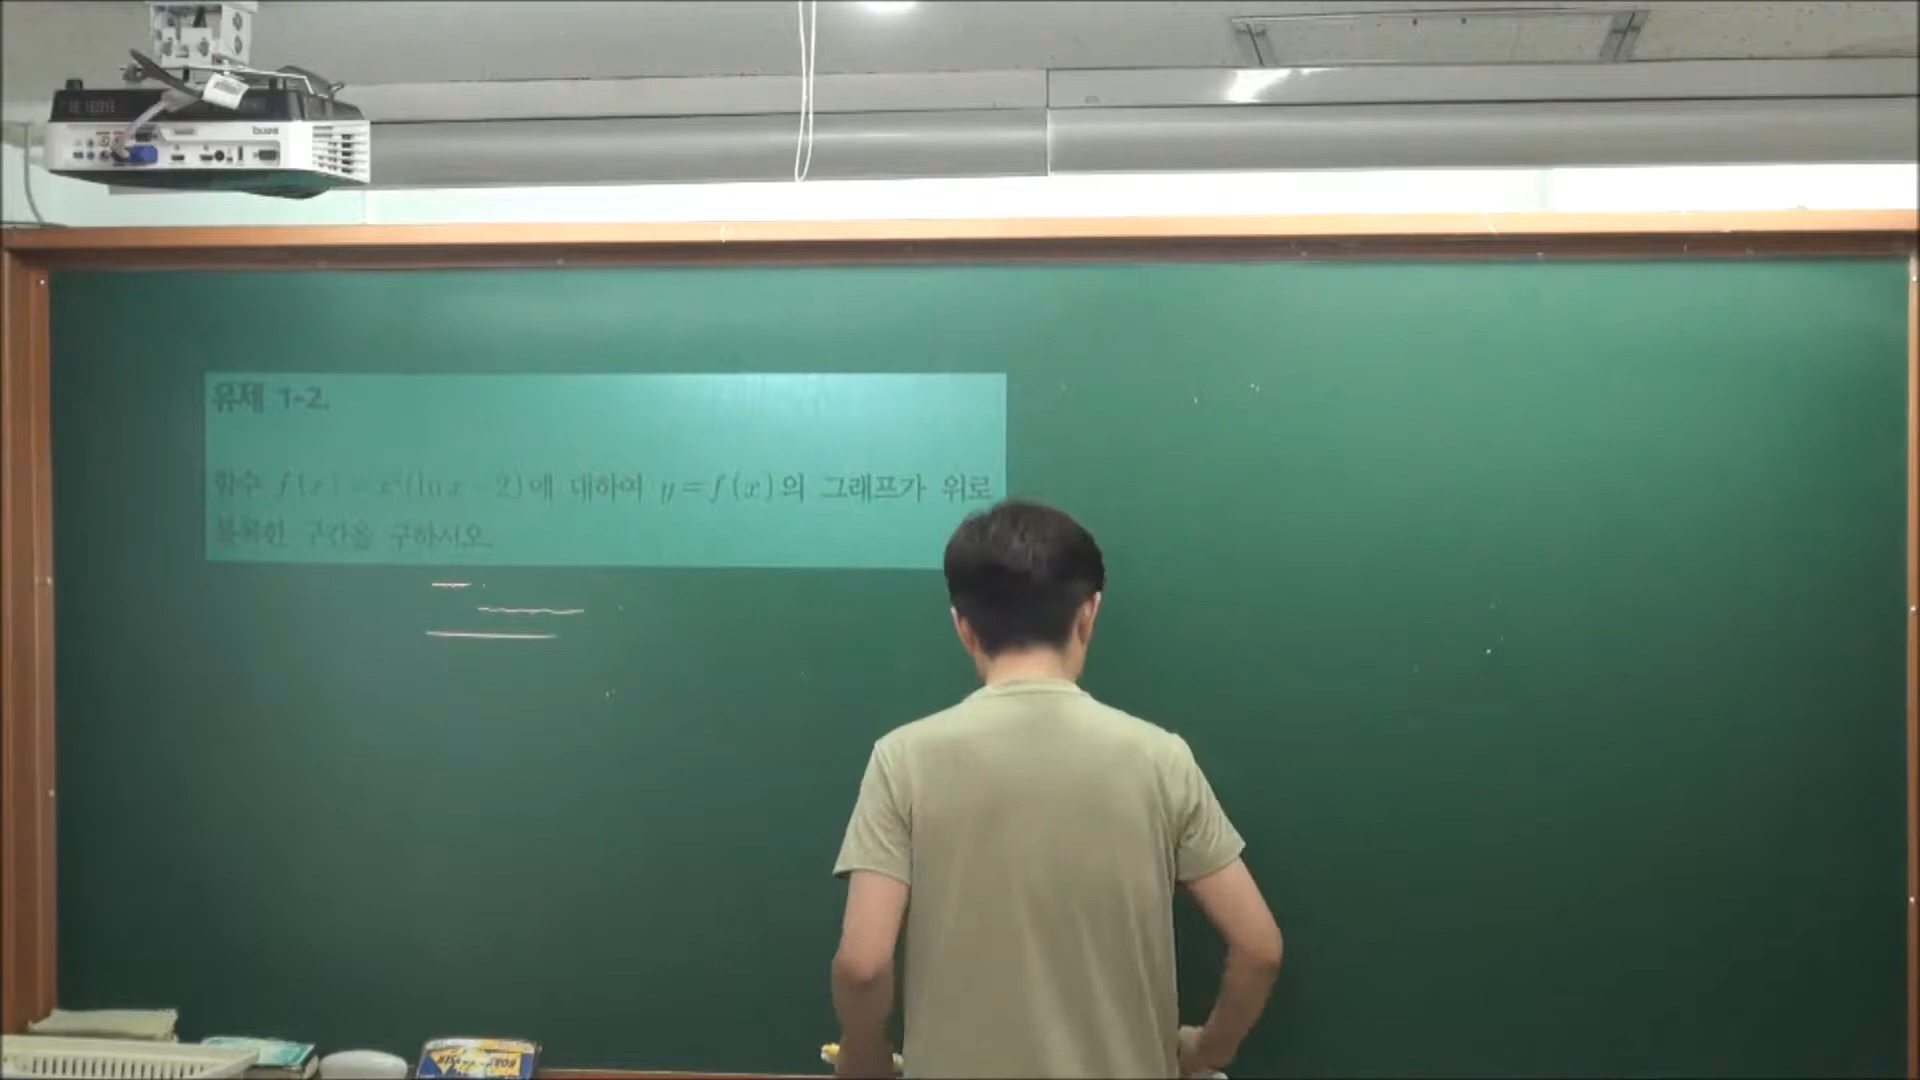 유제 1-2.
함수 f(x)=x²(ln x-2)에 대하여 y=f(x)의 그래프가 위로
볼록한 구간을 구하시오.
BenQ